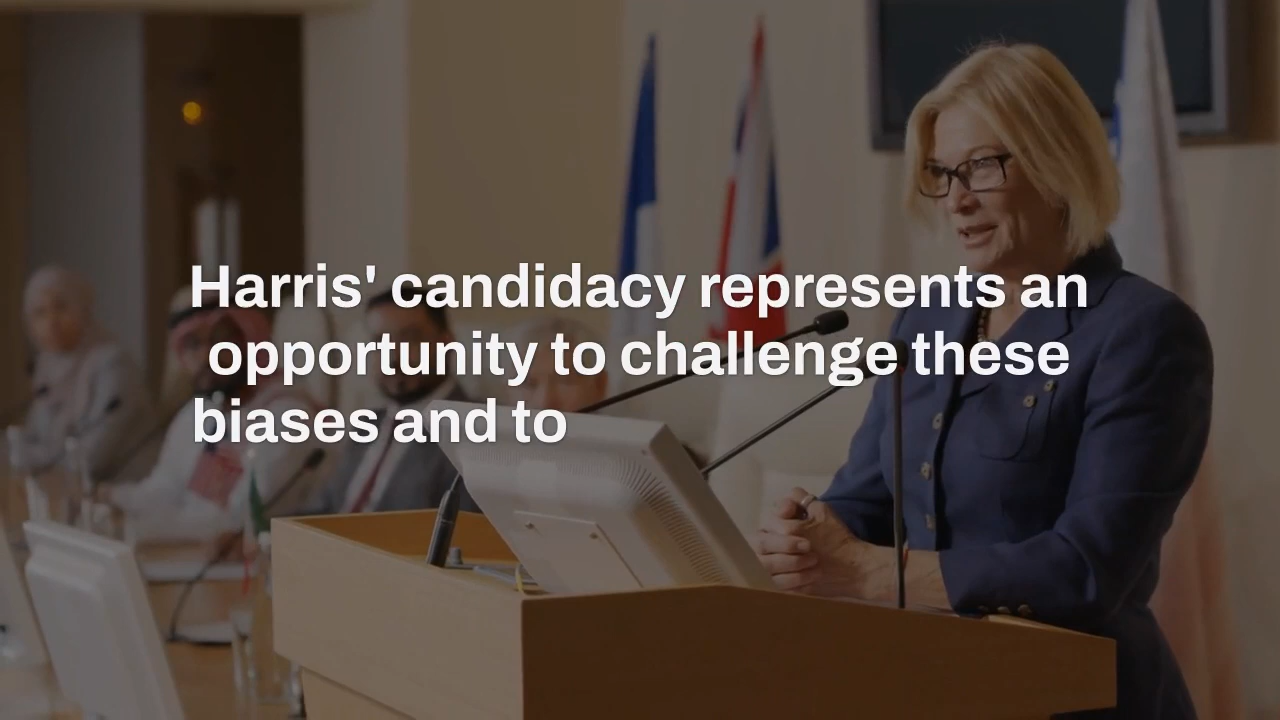 Harris' candidacy represents an
opportunity to challenge these
biases and to